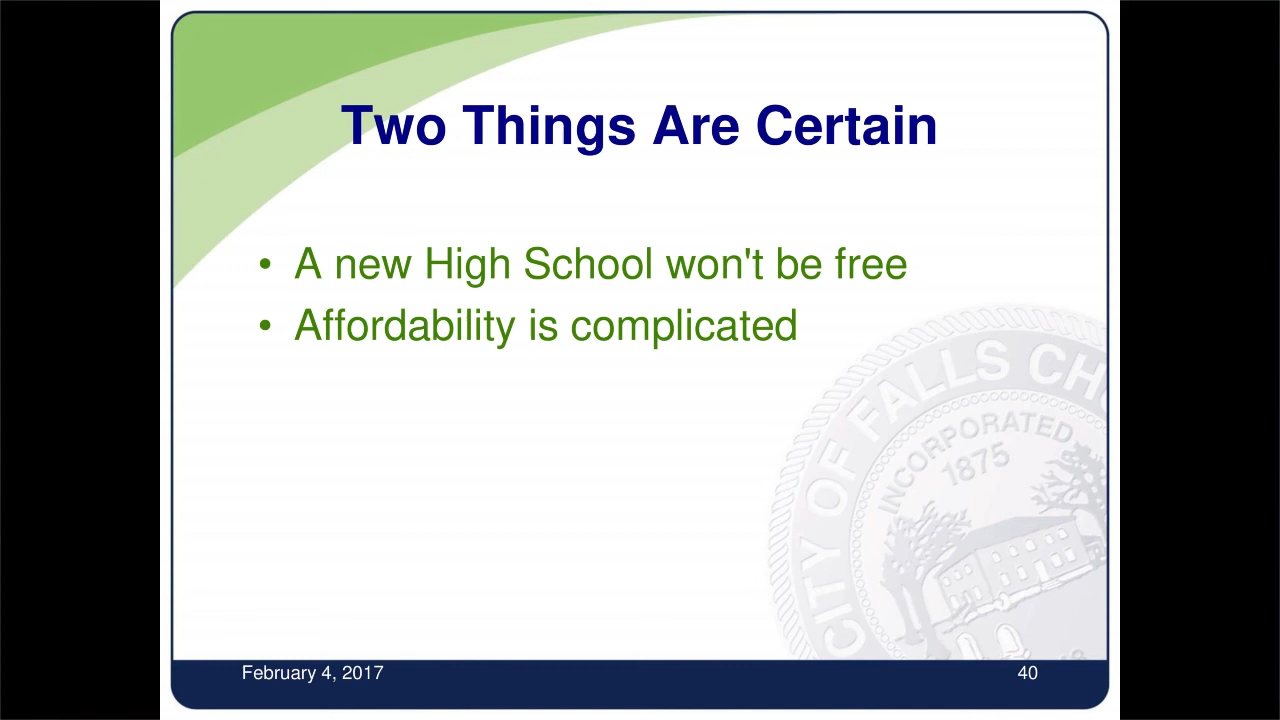 Two Things Are Certain
• A new High School won't be free
• Affordability is complicated
CITY OF FALLS
INCORPORATED
1875
February 4, 2017
40